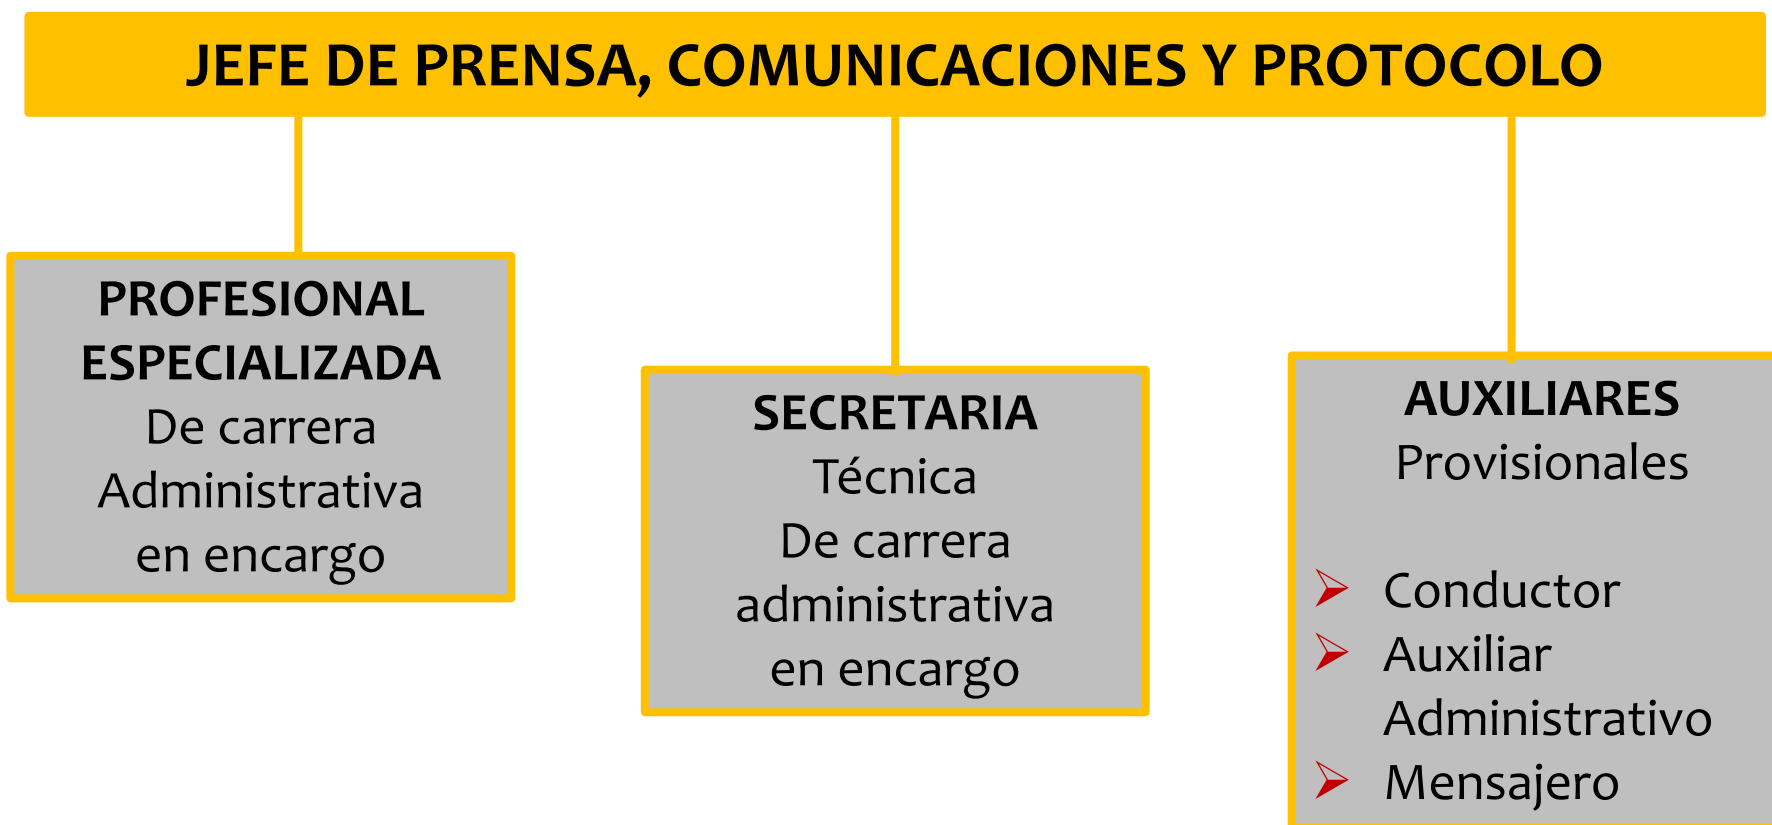 JEFE DE PRENSA, COMUNICACIONES Y PROTOCOLO
PROFESIONAL
ESPECIALIZADA
De carrera
Administrativa
en encargo
SECRETARIA
Técnica
De carrera
administrativa
en encargo
AUXILIARES
Provisionales
Conductor
Auxiliar
Administrativo
Mensajero